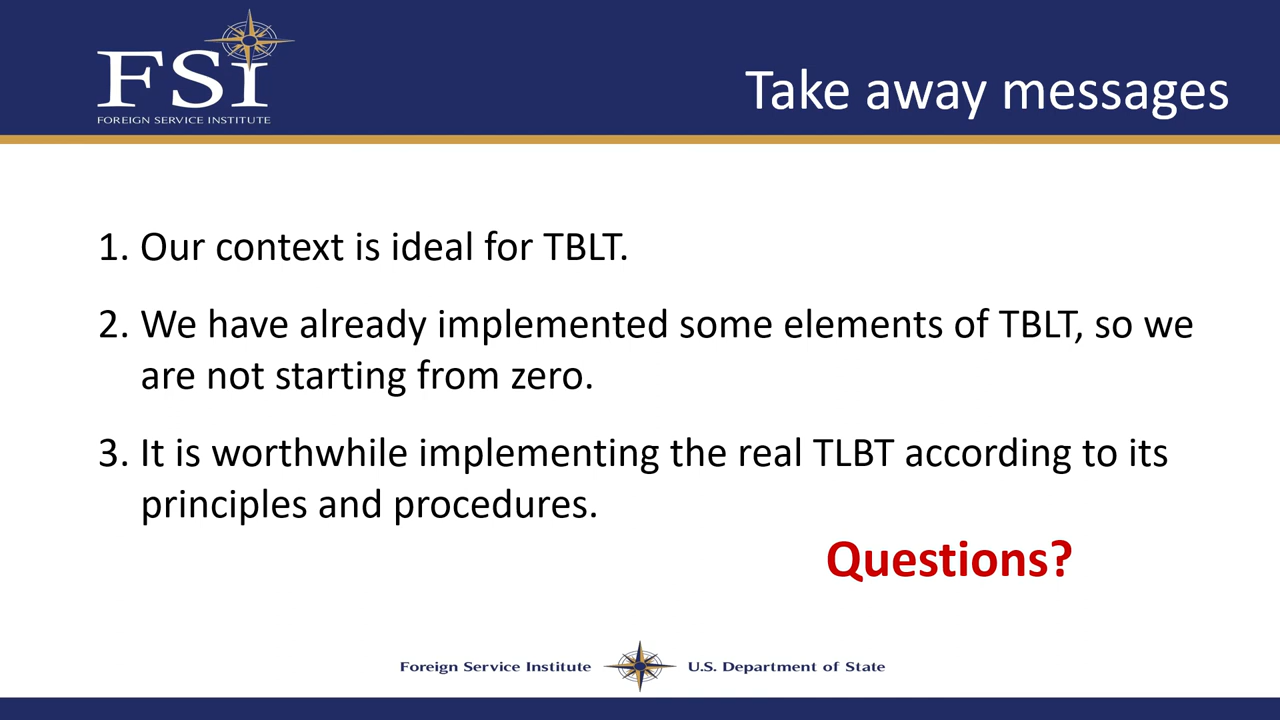 FSI
FOREIGN SERVICE INSTITUTE
Take away messages
1. Our context is ideal for TBLT.
2. We have already implemented some elements of TBLT, so we
are not starting from zero.
3. It is worthwhile implementing the real TLBT according to its
principles and procedures.
Questions?
Foreign Service Institute U.S. Department of State